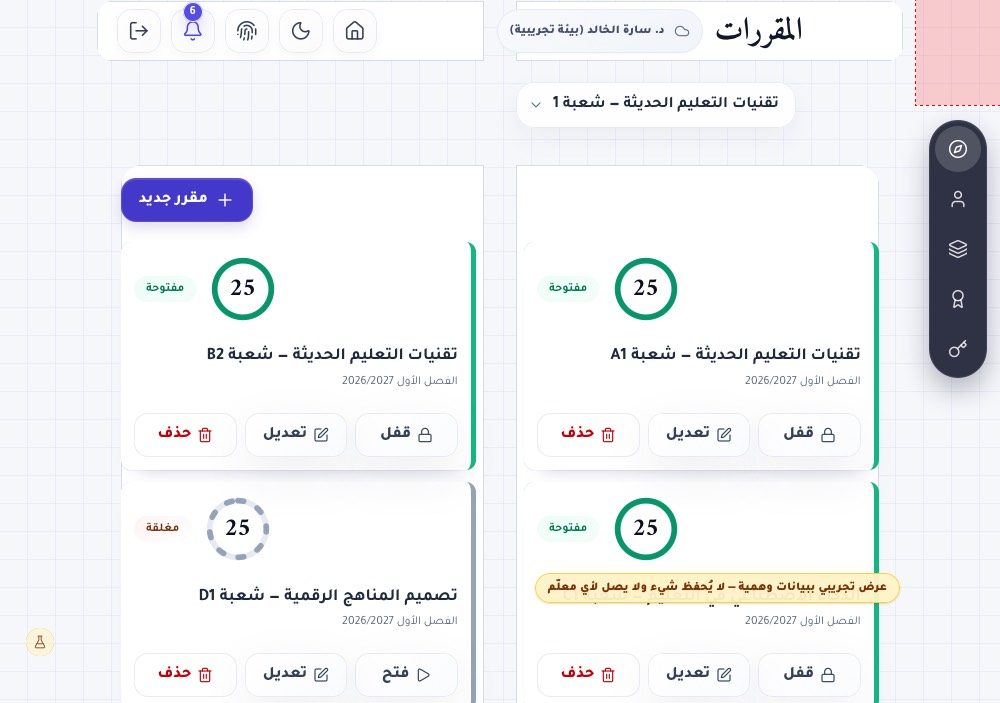 المقررات
د. سارة الخالد (بيئة تجريبية)
6
تقنيات التعليم الحديثة – شعبة 1
مقرر جديد
25
مفتوحة
تقنيات التعليم الحديثة – شعبة A1
الفصل الأول 2026/2027
قفل
تعديل
حذف
25
مفتوحة
تقنيات التعليم الحديثة – شعبة B2
الفصل الأول 2026/2027
قفل
تعديل
حذف
25
مفتوحة
عرض تجريبي ببيانات وهمية – لا يُحفظ شيء ولا يصل لأي معلّم
الفصل الأول 2026/2027
قفل
تعديل
حذف
25
مغلقة
تصميم المناهج الرقمية – شعبة D1
الفصل الأول 2026/2027
فتح
تعديل
حذف